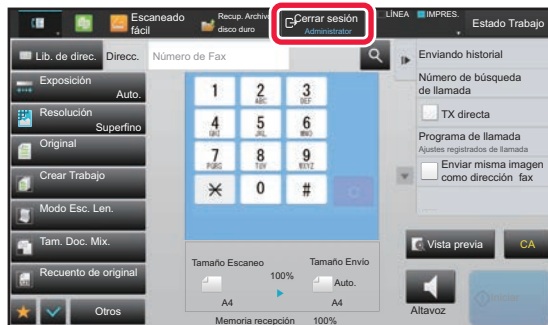 Escaneado
fácil
Recup. Archivo
disco duro
Cerrar sesión
Administrator
LÍNEA
IMPRES.
Estado Trabajo
Lib. de direc.
Direcc.
Número de Fax
Exposición
Auto.
Resolución
Superfino
Original
Crear Trabajo
Modo Esc. Len.
Tam. Doc. Mix.
Recuento de original
Otros
1
2
ABC
3
DEF
4
GHI
5
JKL
6
MNO
7
PQRS
8
TUV
9
WXYZ
0
#
Tamaño Escaneo
100%
Tamaño Envío
Auto.
A4
A4
Memoria recepción 100%
Enviando historial
Número de búsqueda
de llamada
TX directa
Programa de llamada
Ajustes registrados de llamada
Enviar misma imagen
como dirección fax
Vista previa
CA
Altavoz